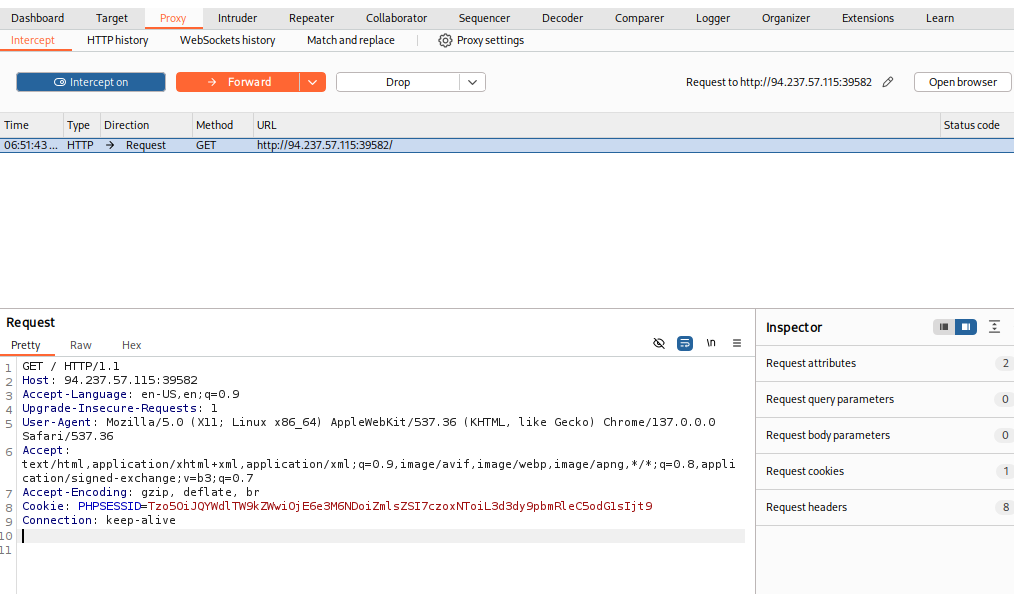 Dashboard Target Proxy Intruder Repeater Collaborator Sequencer Decoder Comparer Logger Organizer Extensions Learn
Intercept HTTP history WebSockets history Match and replace Proxy settings
Intercept on Forward Drop Request to http://94.237.57.115:39582 Open browser
Time Type Direction Method URL Status code
06:51:43 ... HTTP → Request GET http://94.237.57.115:39582/
Request
Pretty Raw Hex \n
1 GET / HTTP/1.1
2 Host: 94.237.57.115:39582
3 Accept-Language: en-US,en;q=0.9
4 Upgrade-Insecure-Requests: 1
5 User-Agent: Mozilla/5.0 (X11; Linux x86_64) AppleWebKit/537.36 (KHTML, like Gecko) Chrome/137.0.0.0
Safari/537.36
6 Accept:
text/html,application/xhtml+xml,application/xml;q=0.9,image/avif,image/webp,image/apng,*/*;q=0.8,appli
cation/signed-exchange;v=b3;q=0.7
7 Accept-Encoding: gzip, deflate, br
8 Cookie: PHPSESSID=Tzo5OiJQYWdlTW9kZWwiOjE6e3M6NDoiZmlsZSI7czoxNToiL3d3dy9pbmRleC5odG1sIjt9
9 Connection: keep-alive
10
11
Inspector
Request attributes 2
Request query parameters 0
Request body parameters 0
Request cookies 1
Request headers 8